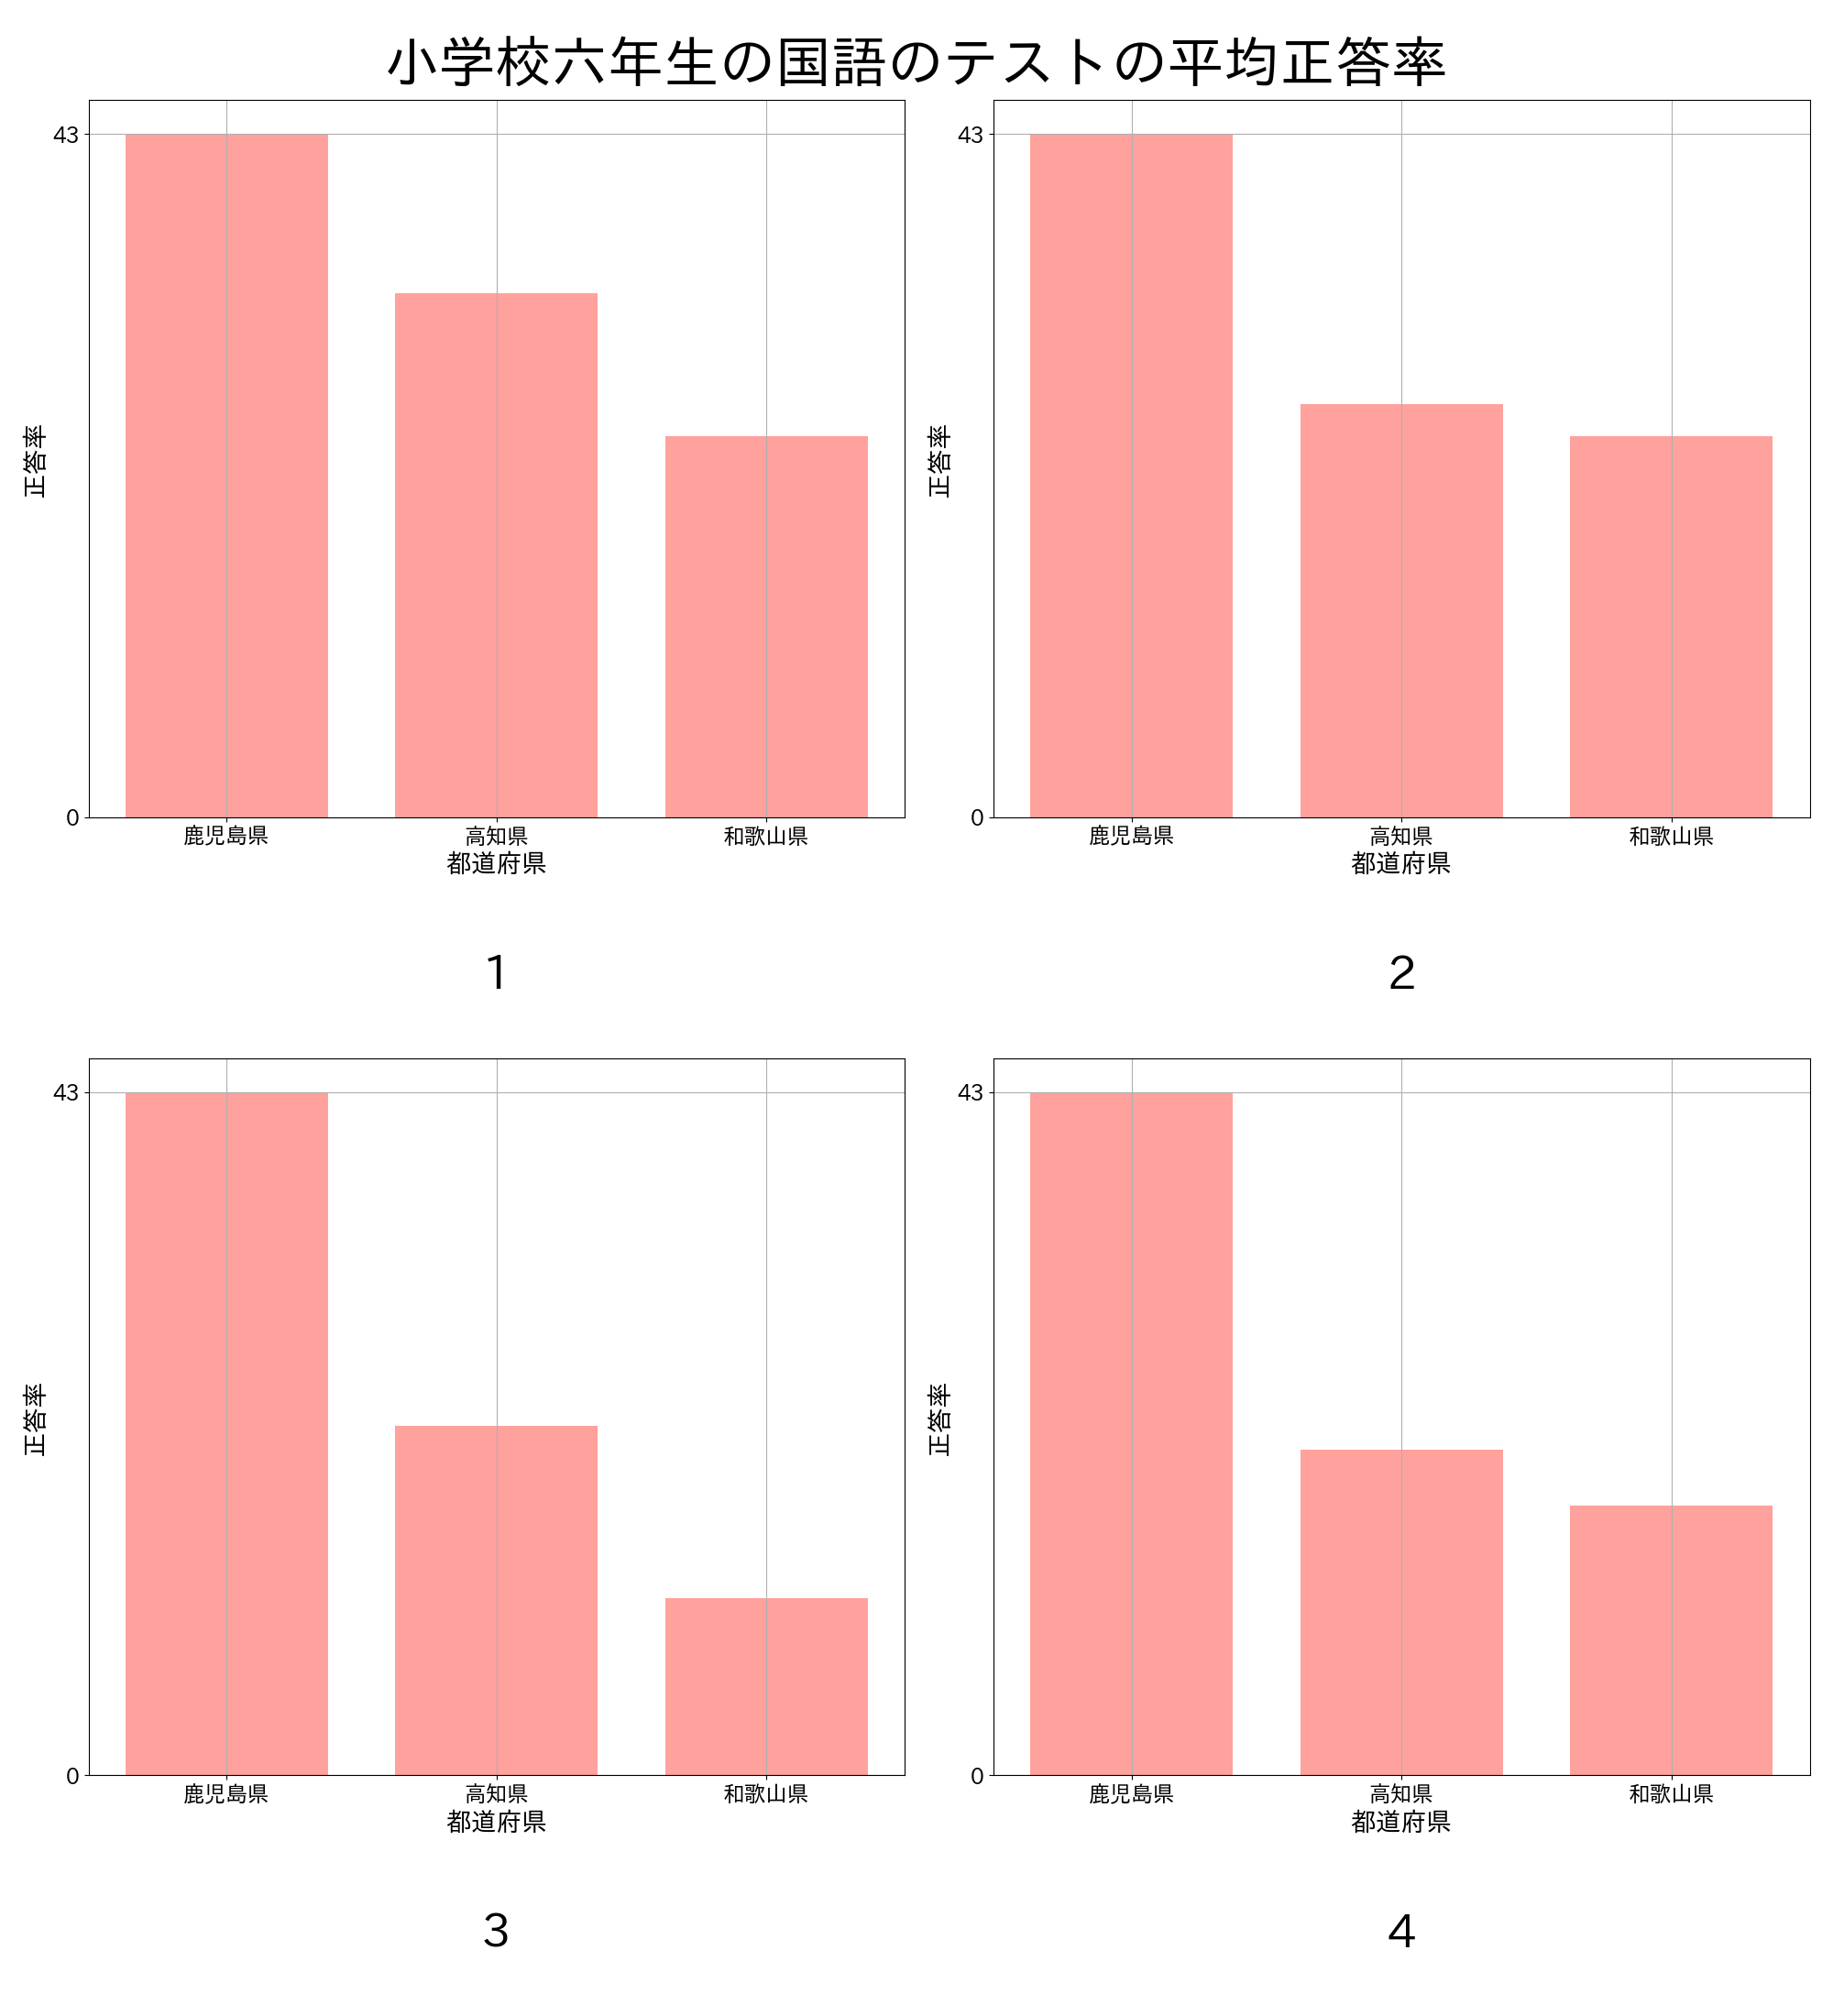 小学校六年生の国語のテストの平均正答率
43
0
正答率
鹿児島県
高知県
和歌山県
都道府県
1
43
0
正答率
鹿児島県
高知県
和歌山県
都道府県
2
43
0
正答率
鹿児島県
高知県
和歌山県
都道府県
3
43
0
正答率
鹿児島県
高知県
和歌山県
都道府県
4